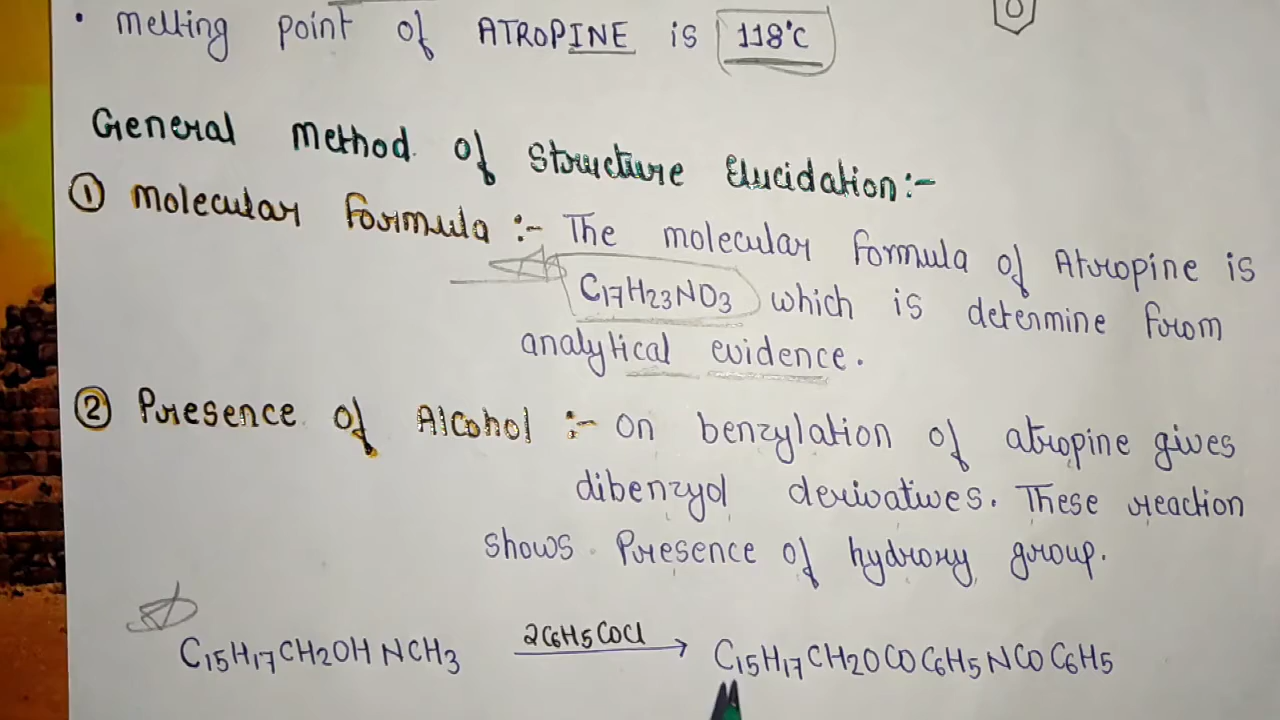 • Melting point of ATROPINE is 118°C
General Method of Structure Elucidation:-
① Molecular Formula :- The molecular formula of Atropine is
C17H23NO3 which is determine from
analytical evidence.
② Presence of Alcohol :- On benzylation of atropine gives
dibenzyol derivatives. These reaction
shows Presence of hydroxy group.
2C6H5COCl
C15H17CH2OH NCH3 ⟶ C15H17CH2OCOC6H5NCOC6H5